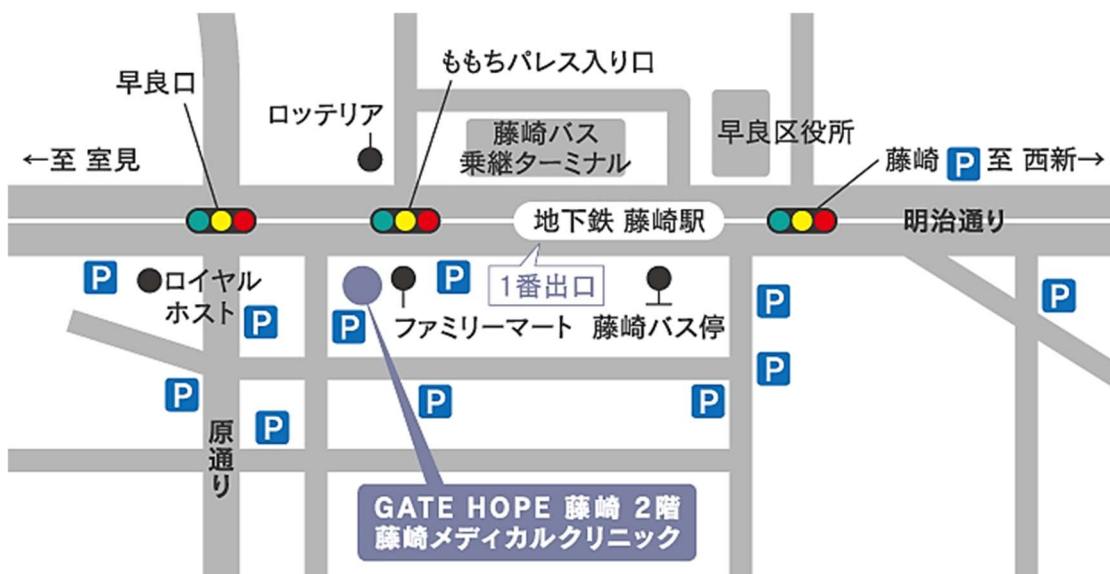 早良口
ももちパレス入り口
ロッテリア
藤崎バス
乗継ターミナル
早良区役所
←至 室見
藤崎 P 至 西新→
地下鉄 藤崎駅
明治通り
P
ロイヤル
ホスト
P
1番出口
P
P
P
P
ファミリーマート
藤崎バス停
P
P
P
P
P
原通り
GATE HOPE 藤崎 2階
藤崎メディカルクリニック